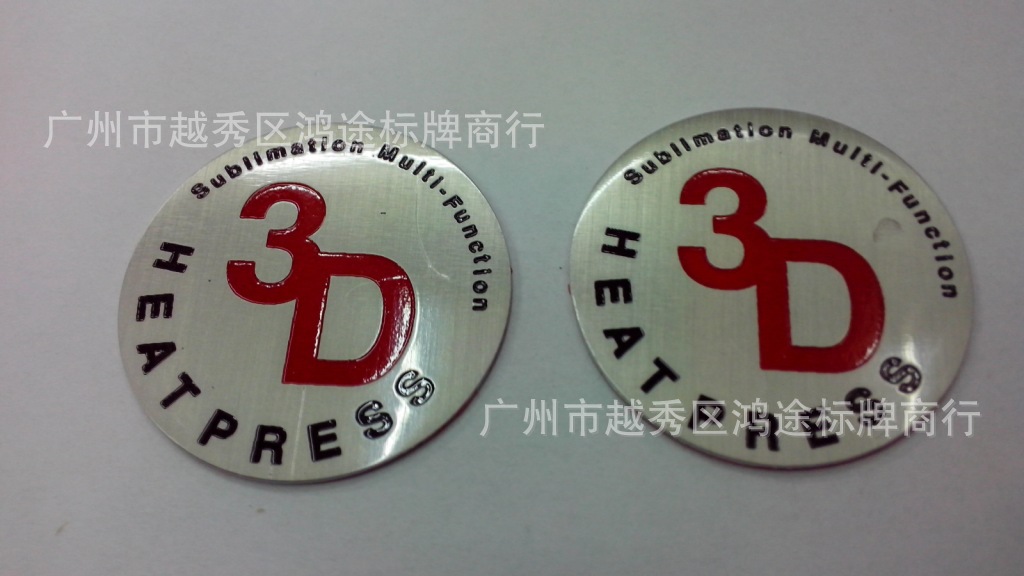 广州市越秀区鸿途标牌商行
Sublimation Multi-Function
3D
HEATPRESS
Sublimation Multi-Function
3D
HEATPRESS
广州市越秀区鸿途标牌商行